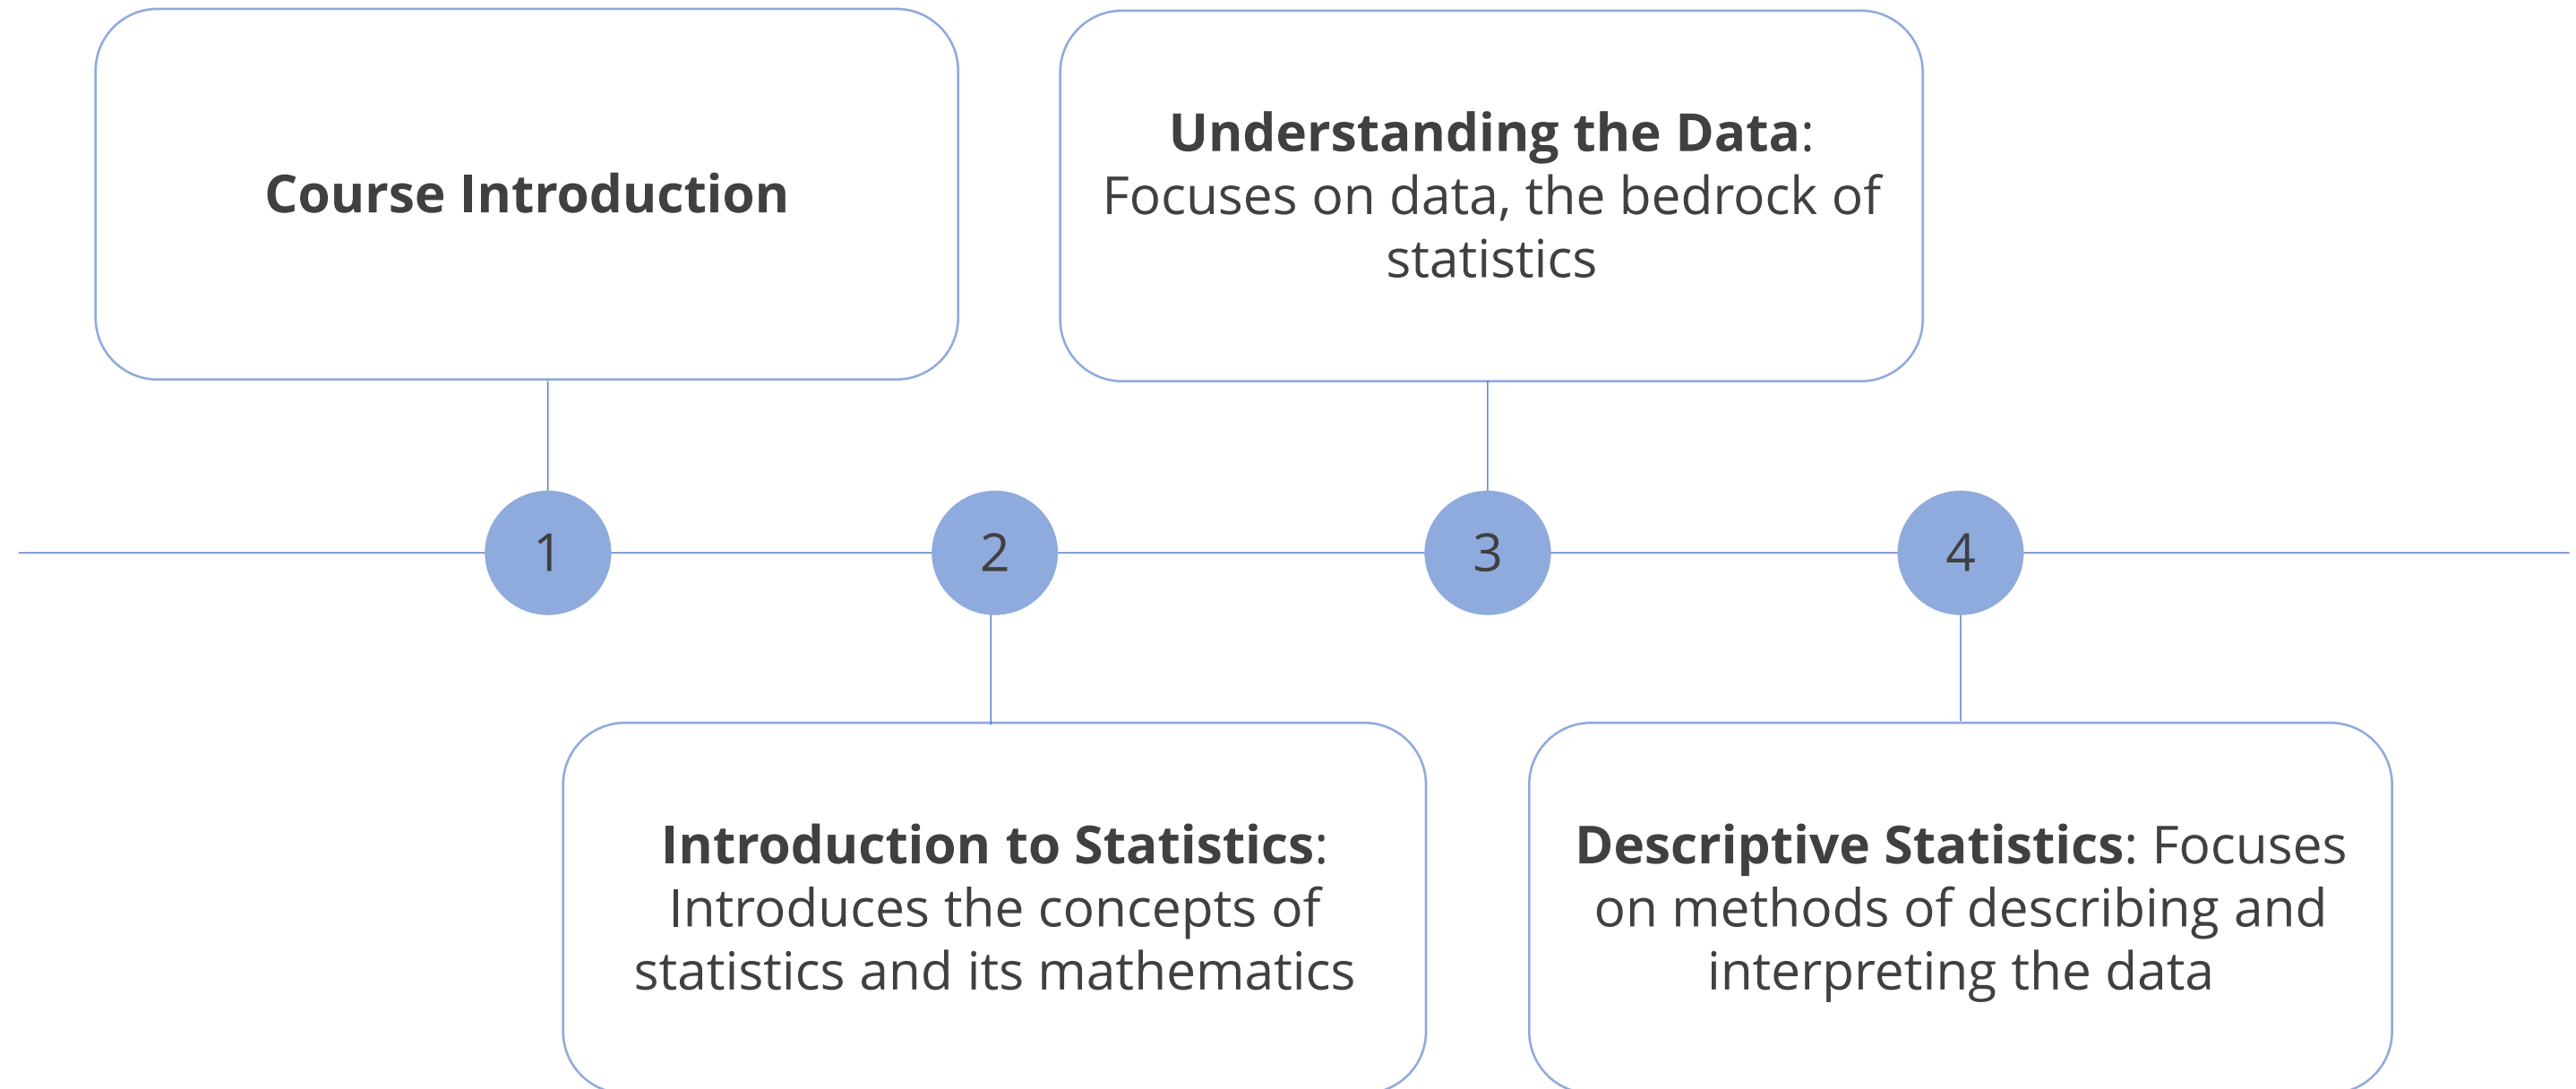 Course Introduction
1
Introduction to Statistics:
Introduces the concepts of
statistics and its mathematics
2
Understanding the Data:
Focuses on data, the bedrock of
statistics
3
Descriptive Statistics: Focuses
on methods of describing and
interpreting the data
4